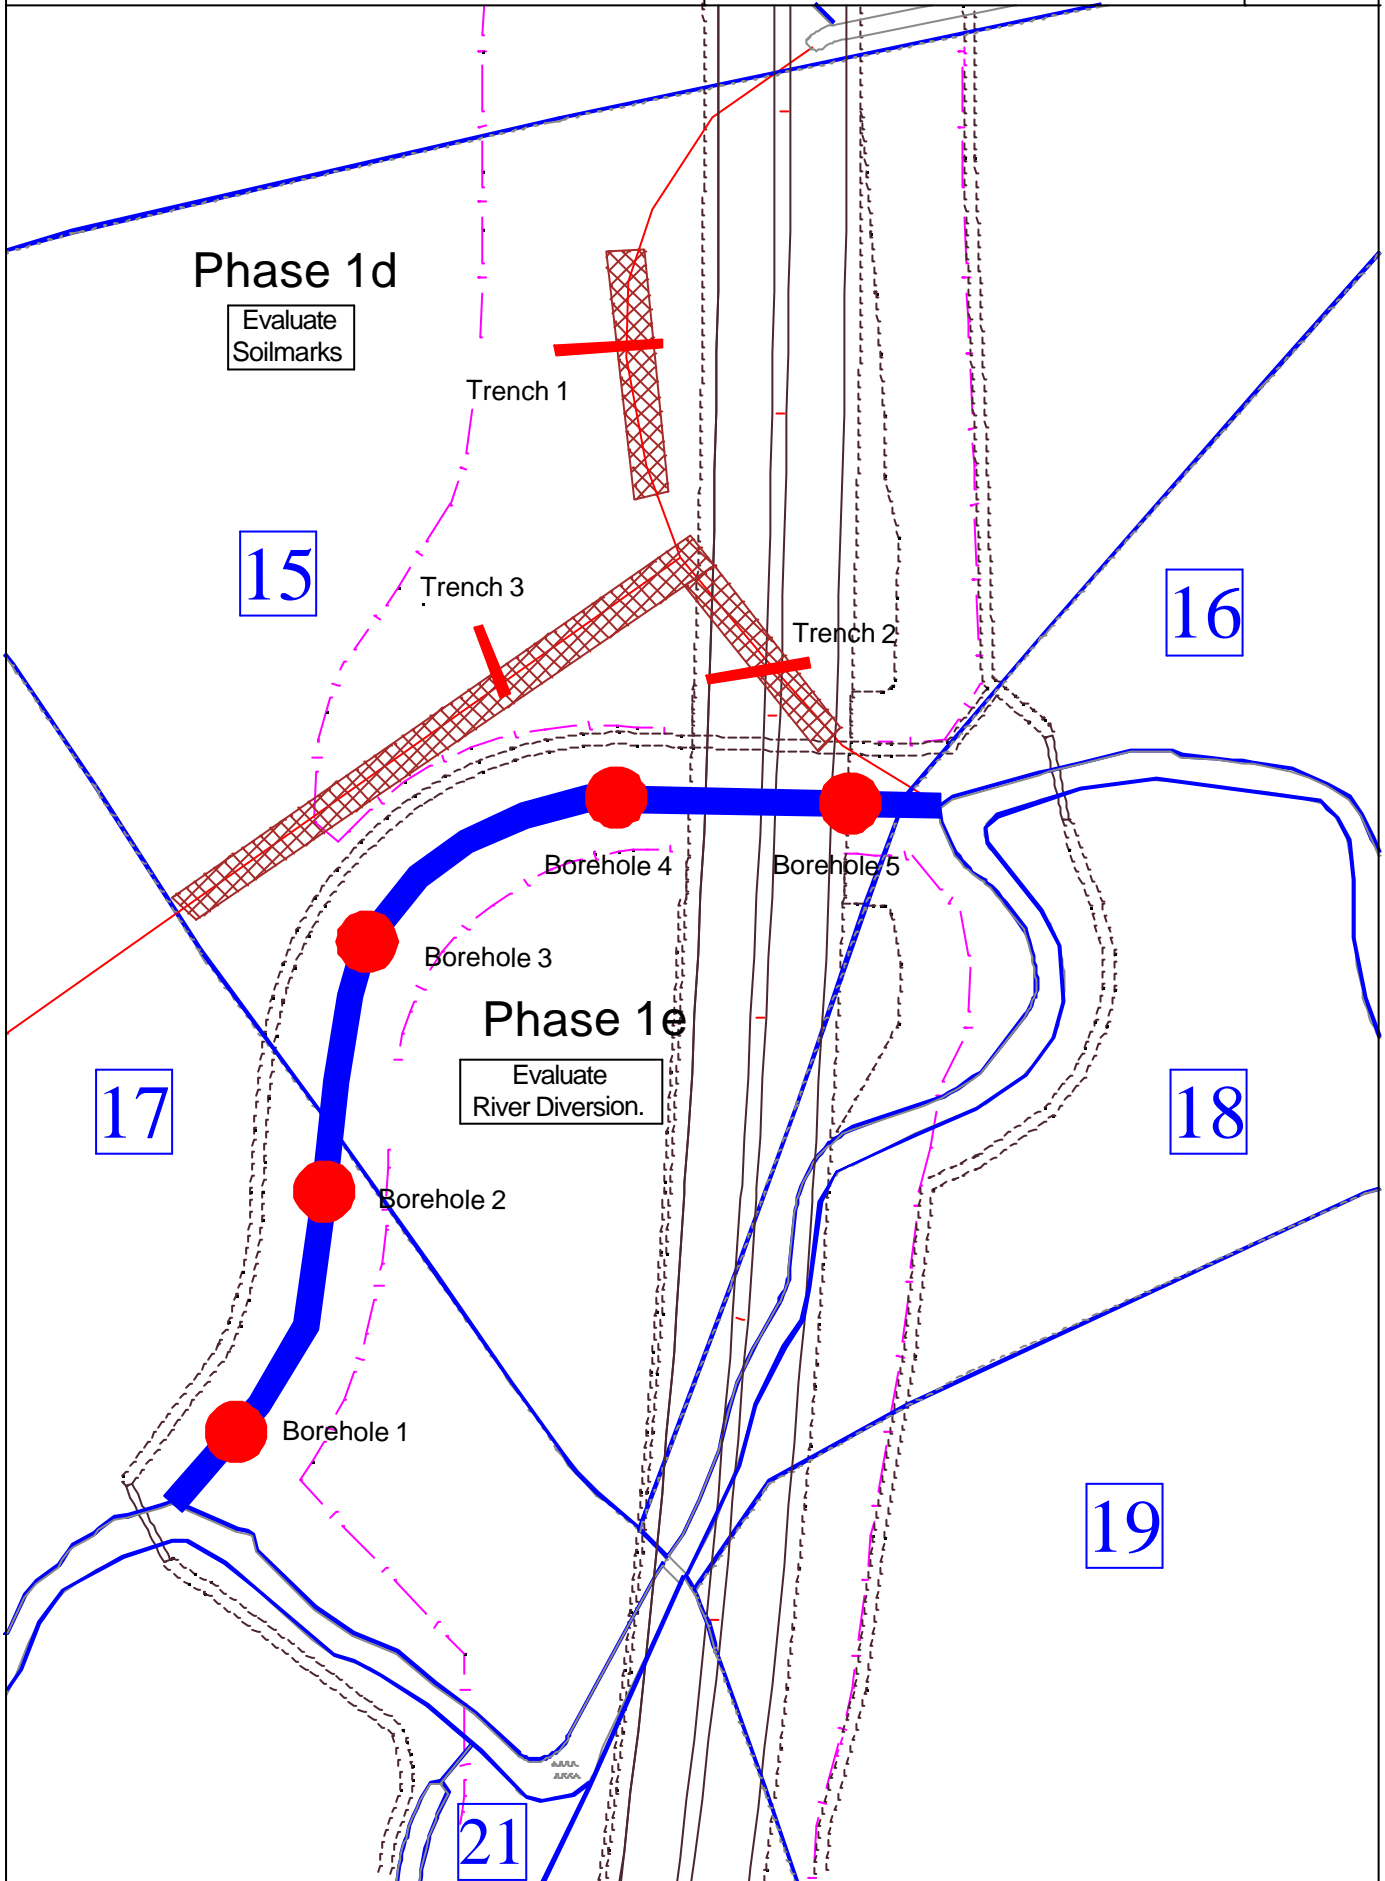 Phase 1d
Evaluate
Soilmarks
Trench 1
15
Trench 3
16
Trench 2
Borehole 4
Borehole 5
Borehole 3
Phase 1e
Evaluate
River Diversion.
17
18
Borehole 2
Borehole 1
19
21